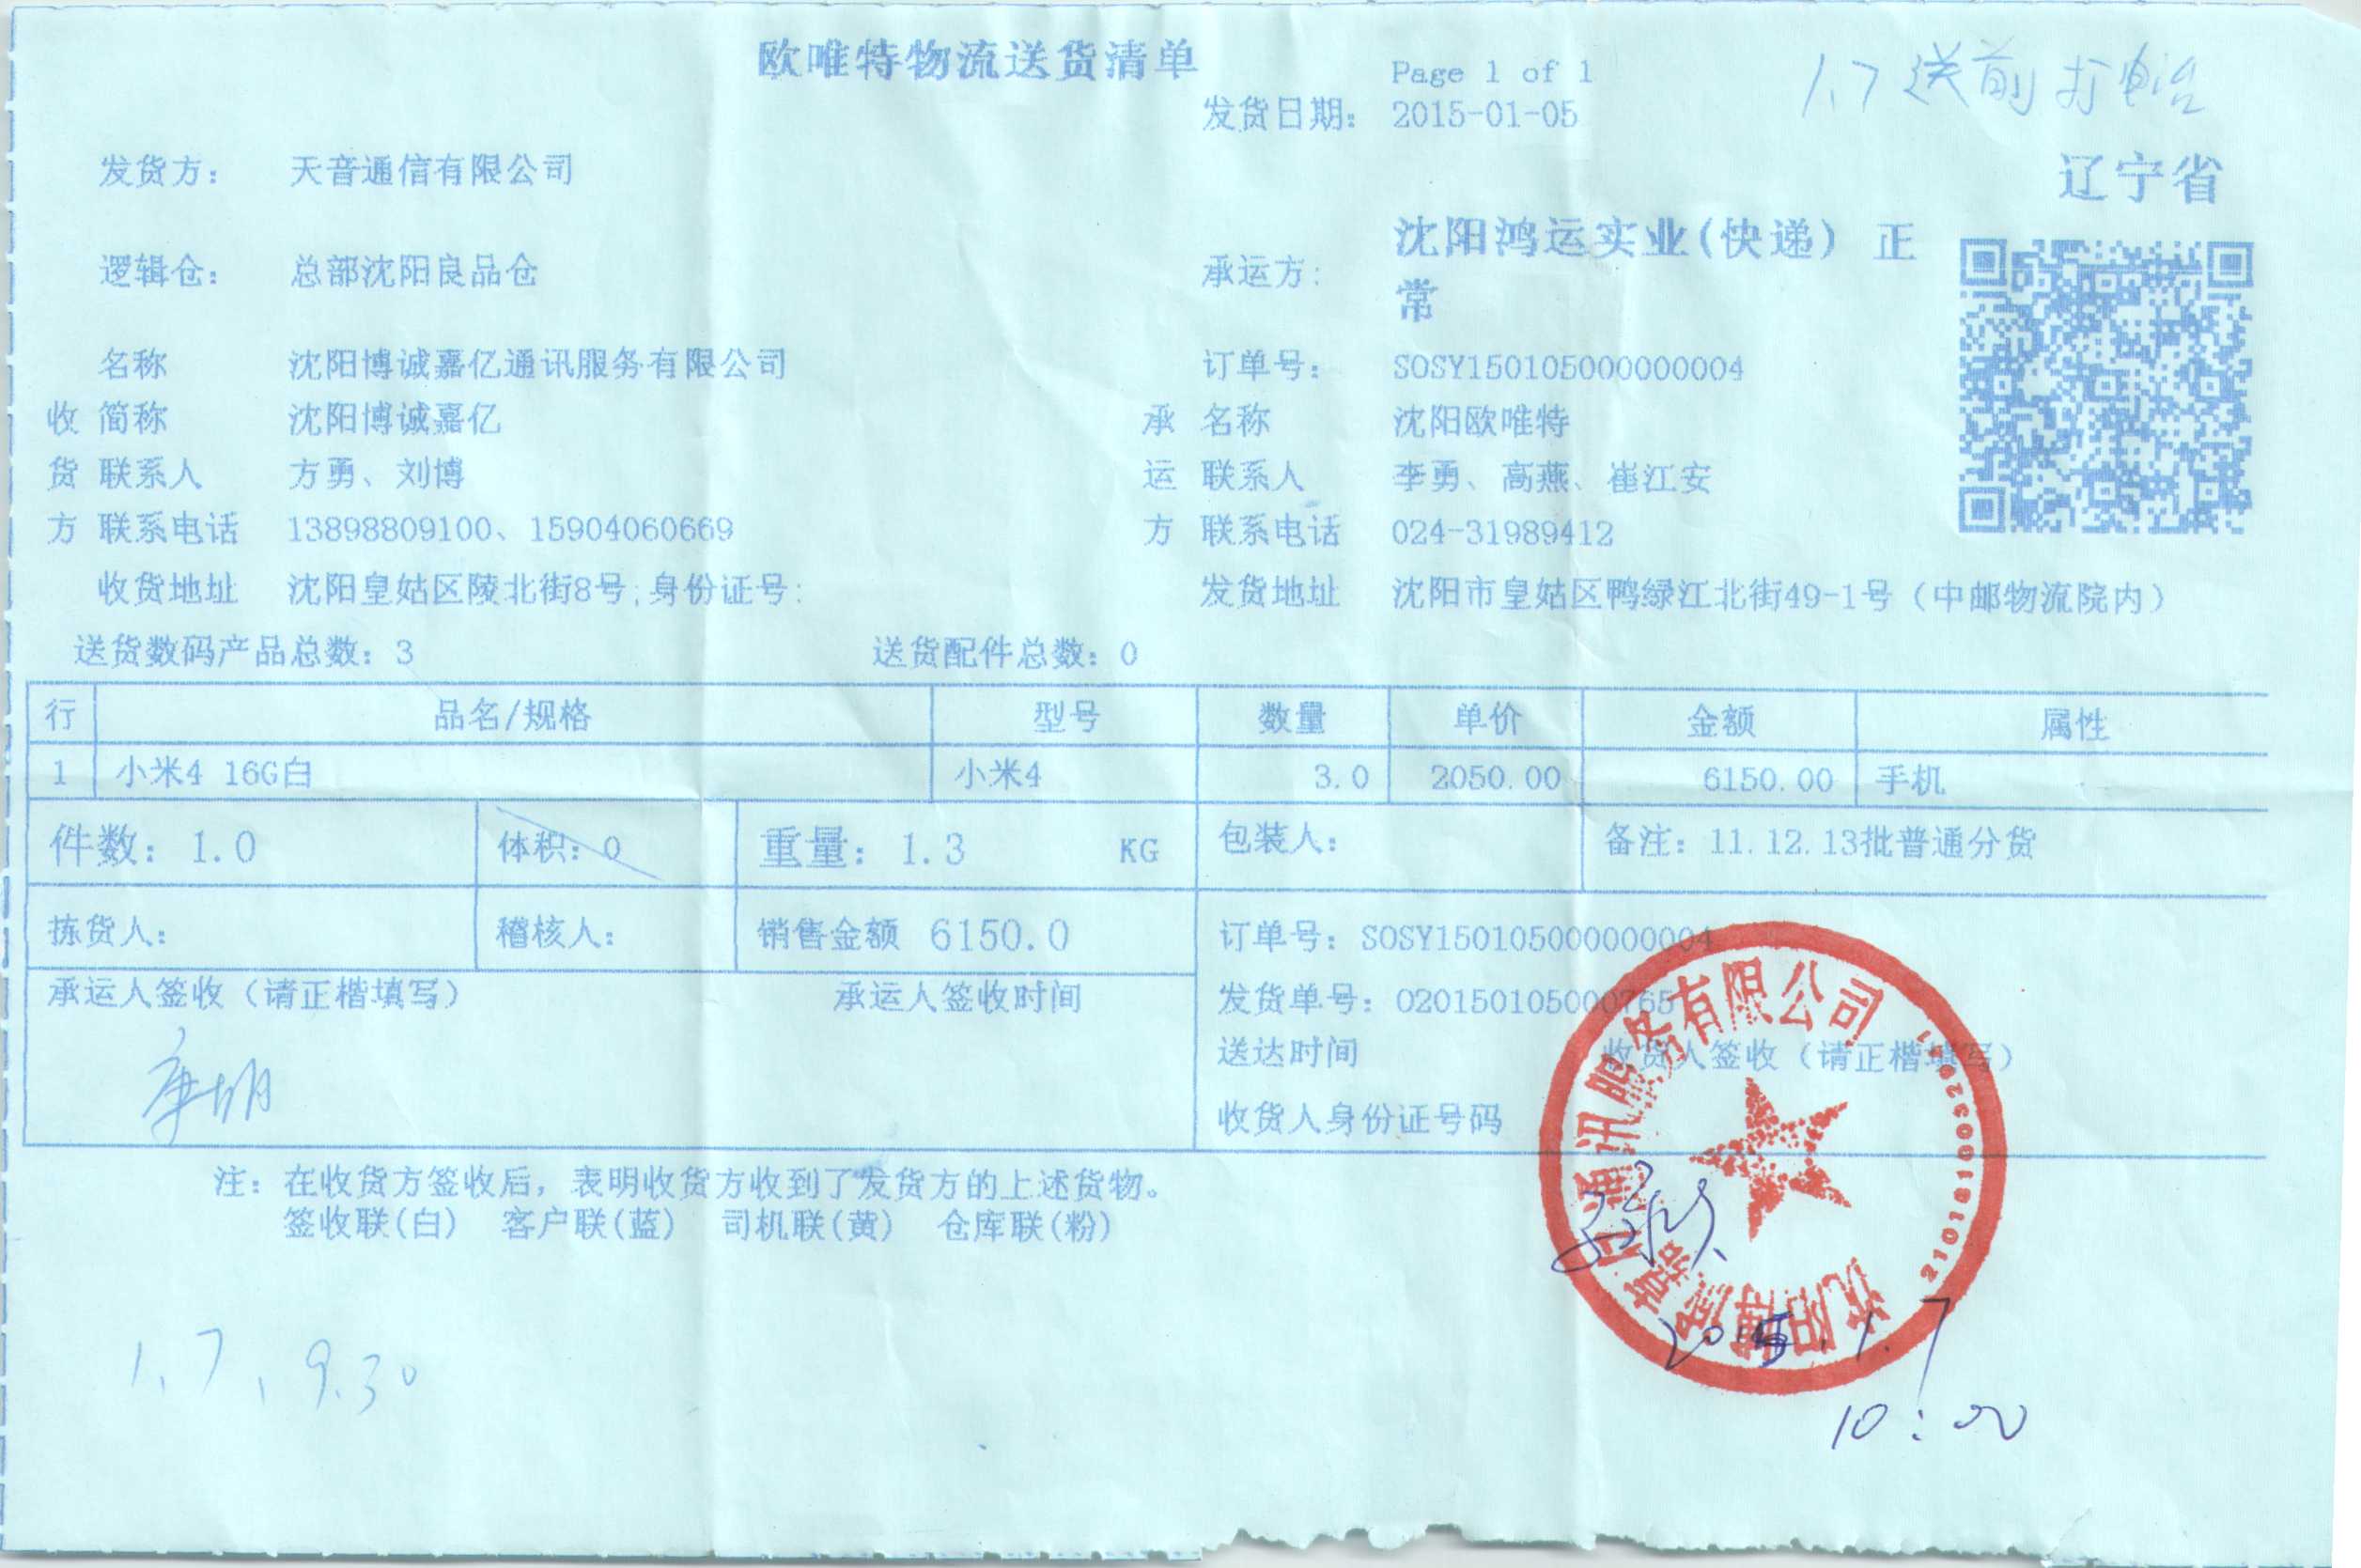 欧唯特物流送货清单
Page 1 of 1
1.7 送前打电话
发货日期: 2015-01-05
发货方: 天音通信有限公司
辽宁省
逻辑仓: 总部沈阳良品仓
承运方: 沈阳鸿运实业(快递) 正
常
名称 沈阳博诚嘉亿通讯服务有限公司
订单号: SOSY150105000000004
收 简称 沈阳博诚嘉亿
承 名称 沈阳欧唯特
货 联系人 方勇、刘博
运 联系人 李勇、高燕、崔江安
方 联系电话 13898809100、15904060669
方 联系电话 024-31989412
收货地址 沈阳皇姑区陵北街8号;身份证号:
发货地址 沈阳市皇姑区鸭绿江北街49-1号（中邮物流院内）
送货数码产品总数: 3
送货配件总数: 0
行 品名/规格 型号 数量 单价 金额 属性
1 小米4 16G白 小米4 3.0 2050.00 6150.00 手机
件数: 1.0 体积: 0 重量: 1.3 KG 包装人: 备注: 11.12.13批普通分货
拣货人: 稽核人: 销售金额 6150.0
订单号: SOSY150105000000004
承运人签收（请正楷填写） 承运人签收时间
发货单号: O20150105000765
送达时间 收货人签收（请正楷填写）
收货人身份证号码
沈阳博诚嘉亿通讯服务有限公司
注: 在收货方签收后，表明收货方收到了发货方的上述货物。
签收联(白) 客户联(蓝) 司机联(黄) 仓库联(粉)
1.7、9.30
2015.1.7
10:00